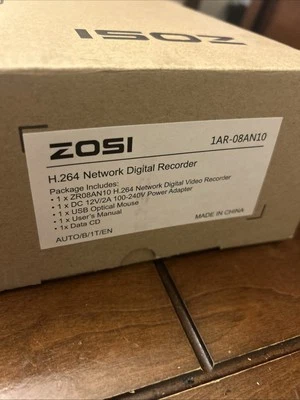 ZOSI
ZOSI 1AR-08AN10
H.264 Network Digital Recorder
Package Includes:
• 1 x ZR08AN10 H.264 Network Digital Video Recorder
• 1 x DC 12V/2A 100-240V Power Adapter
• 1 x USB Optical Mouse
• 1 x User's Manual
• 1x Data CD
MADE IN CHINA
AUTO/B/1T/EN